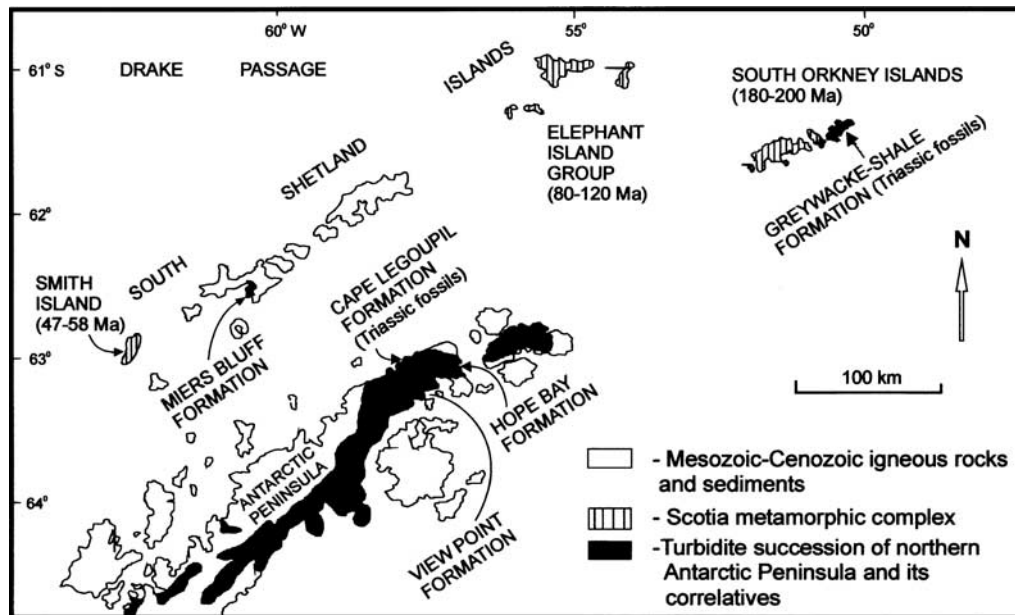 60° W
55°
50°
61° S
DRAKE PASSAGE
ISLANDS
SOUTH ORKNEY ISLANDS
(180-200 Ma)
ELEPHANT
ISLAND
GROUP
(80-120 Ma)
GREYWACKE-SHALE
FORMATION (Triassic fossils)
SHETLAND
62°
SOUTH
SMITH
ISLAND
(47-58 Ma)
CAPE LEGOUPIL
FORMATION
(Triassic fossils)
N
63°
MIERS BLUFF
FORMATION
HOPE BAY
FORMATION
100 km
ANTARCTIC
PENINSULA
64°
VIEW POINT
FORMATION
- Mesozoic-Cenozoic igneous rocks
and sediments
- Scotia metamorphic complex
-Turbidite succession of northern
Antarctic Peninsula and its
correlatives